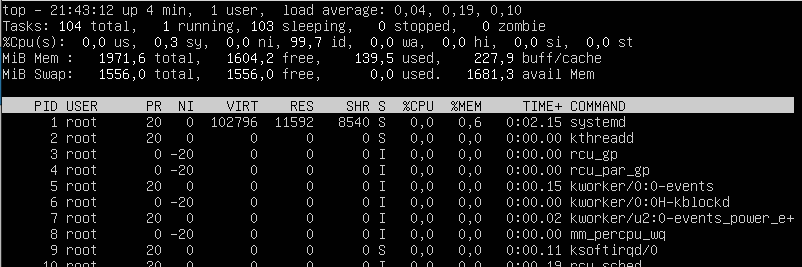 top - 21:43:12 up 4 min,  1 user,  load average: 0,04, 0,19, 0,10
Tasks: 104 total,   1 running, 103 sleeping,   0 stopped,   0 zombie
%Cpu(s):  0,0 us,  0,3 sy,  0,0 ni, 99,7 id,  0,0 wa,  0,0 hi,  0,0 si,  0,0 st
MiB Mem :   1971,6 total,   1604,2 free,    139,5 used,    227,9 buff/cache
MiB Swap:   1556,0 total,   1556,0 free,      0,0 used.   1681,3 avail Mem
PID USER      PR  NI    VIRT    RES    SHR S  %CPU  %MEM     TIME+ COMMAND
1 root      20   0  102796  11592   8540 S   0,0   0,6   0:02.15 systemd
2 root      20   0       0      0      0 S   0,0   0,0   0:00.00 kthreadd
3 root       0 -20       0      0      0 I   0,0   0,0   0:00.00 rcu_gp
4 root       0 -20       0      0      0 I   0,0   0,0   0:00.00 rcu_par_gp
5 root      20   0       0      0      0 I   0,0   0,0   0:00.15 kworker/0:0-events
6 root       0 -20       0      0      0 I   0,0   0,0   0:00.00 kworker/0:0H-kblockd
7 root      20   0       0      0      0 I   0,0   0,0   0:00.02 kworker/u2:0-events_power_e+
8 root       0 -20       0      0      0 I   0,0   0,0   0:00.00 mm_percpu_wq
9 root      20   0       0      0      0 S   0,0   0,0   0:00.11 ksoftirqd/0
10 root      20   0       0      0      0 I   0,0   0,0   0:00.19 rcu_sched